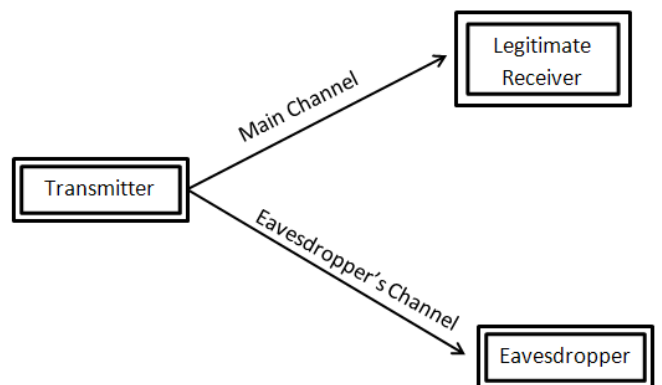 Legitimate
Receiver
Main Channel
Transmitter
Eavesdropper’s Channel
Eavesdropper